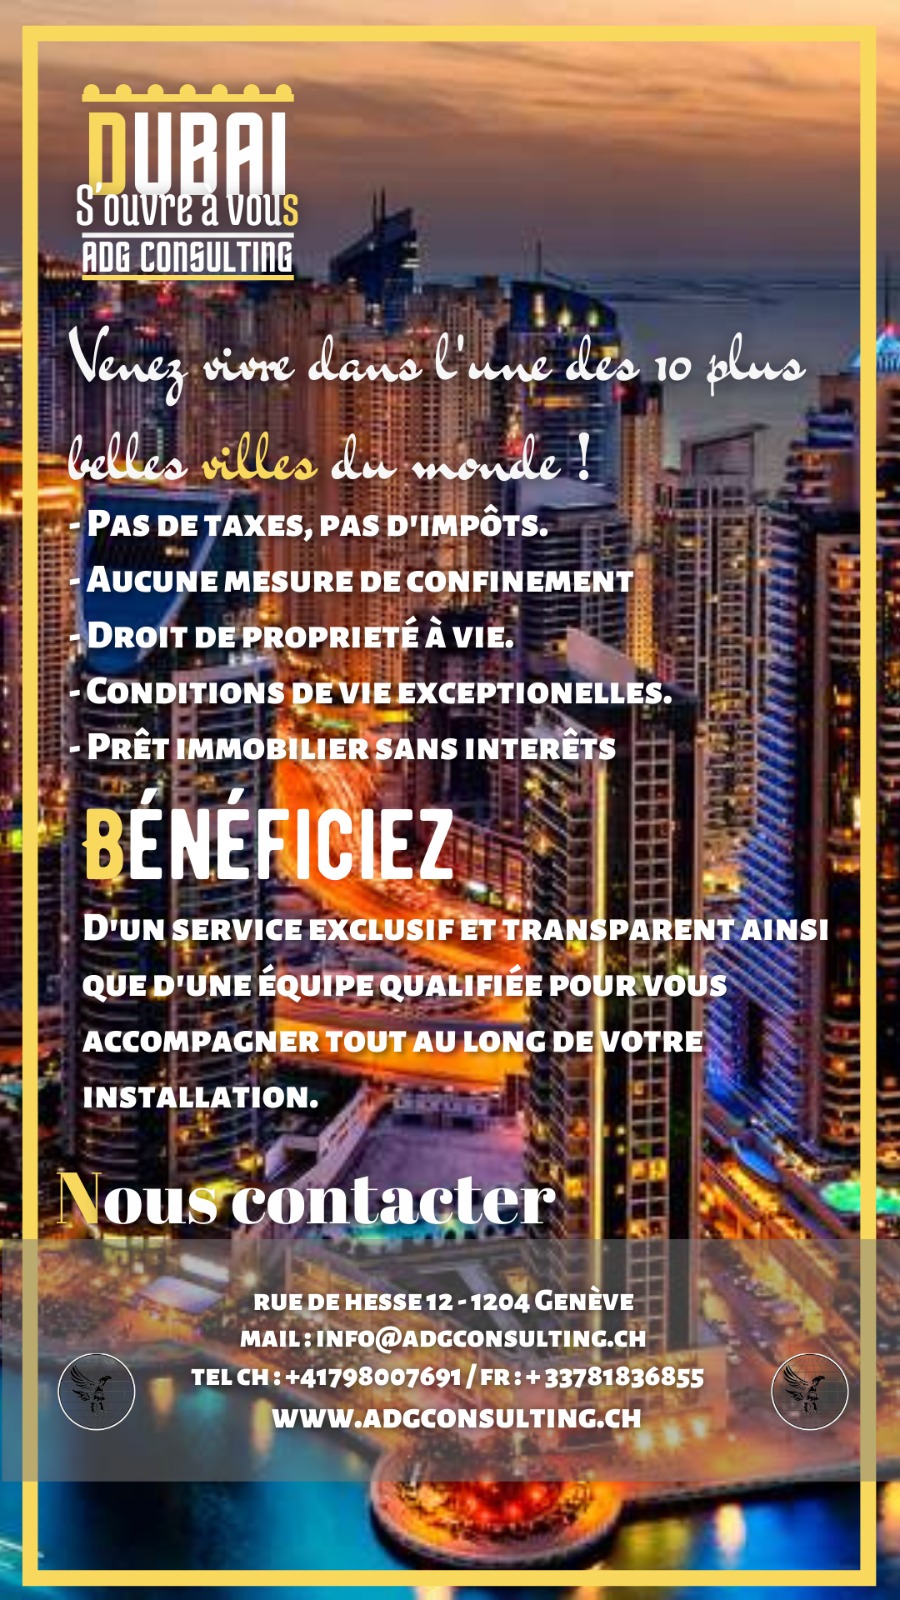 DUBAI
S'ouvre à vous
ADG CONSULTING
Venez vivre dans l'une des 10 plus
belles villes du monde !
- PAS DE TAXES, PAS D'IMPÔTS.
- AUCUNE MESURE DE CONFINEMENT
- DROIT DE PROPRIETÉ À VIE.
- CONDITIONS DE VIE EXCEPTIONELLES.
- PRÊT IMMOBILIER SANS INTERÊTS
BÉNÉFICIEZ
D'UN SERVICE EXCLUSIF ET TRANSPARENT AINSI
QUE D'UNE ÉQUIPE QUALIFIÉE POUR VOUS
ACCOMPAGNER TOUT AU LONG DE VOTRE
INSTALLATION.
Nous contacter
RUE DE HESSE 12 - 1204 GENÈVE
MAIL : INFO@ADGCONSULTING.CH
TEL CH : +41798007691 / FR : + 33781836855
WWW.ADGCONSULTING.CH